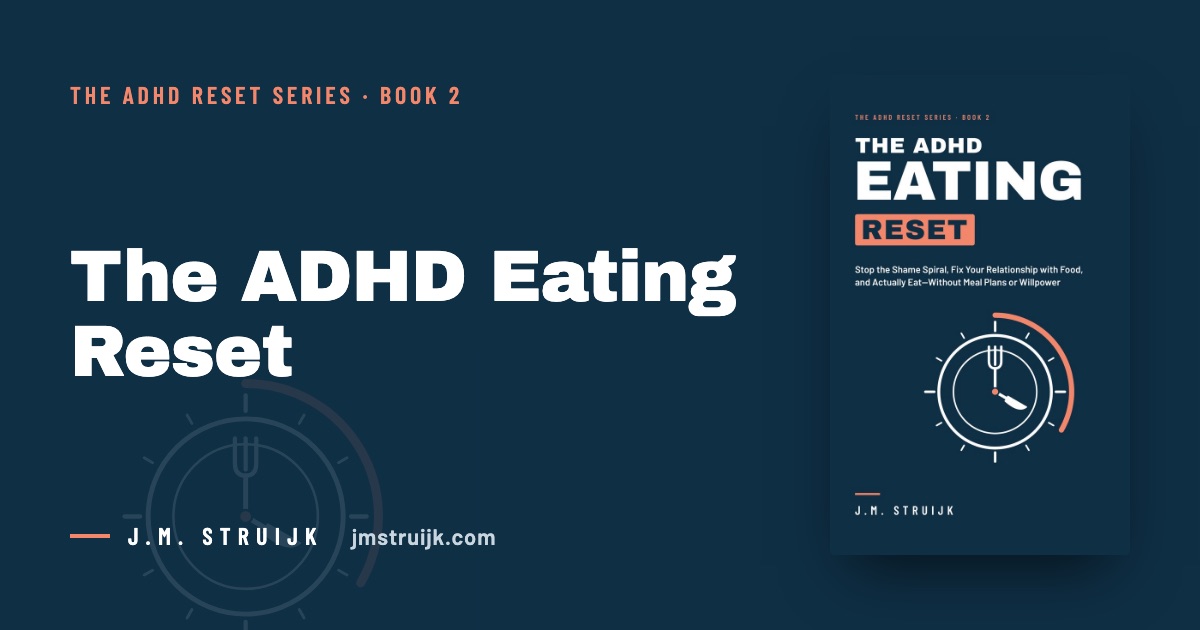 THE ADHD RESET SERIES · BOOK 2
The ADHD Eating
Reset
J.M. STRUIJK jmstruijk.com
THE ADHD RESET SERIES · BOOK 2
THE ADHD
EATING
RESET
Stop the Shame Spiral, Fix Your Relationship with Food,
and Actually Eat—Without Meal Plans or Willpower
J.M. STRUIJK